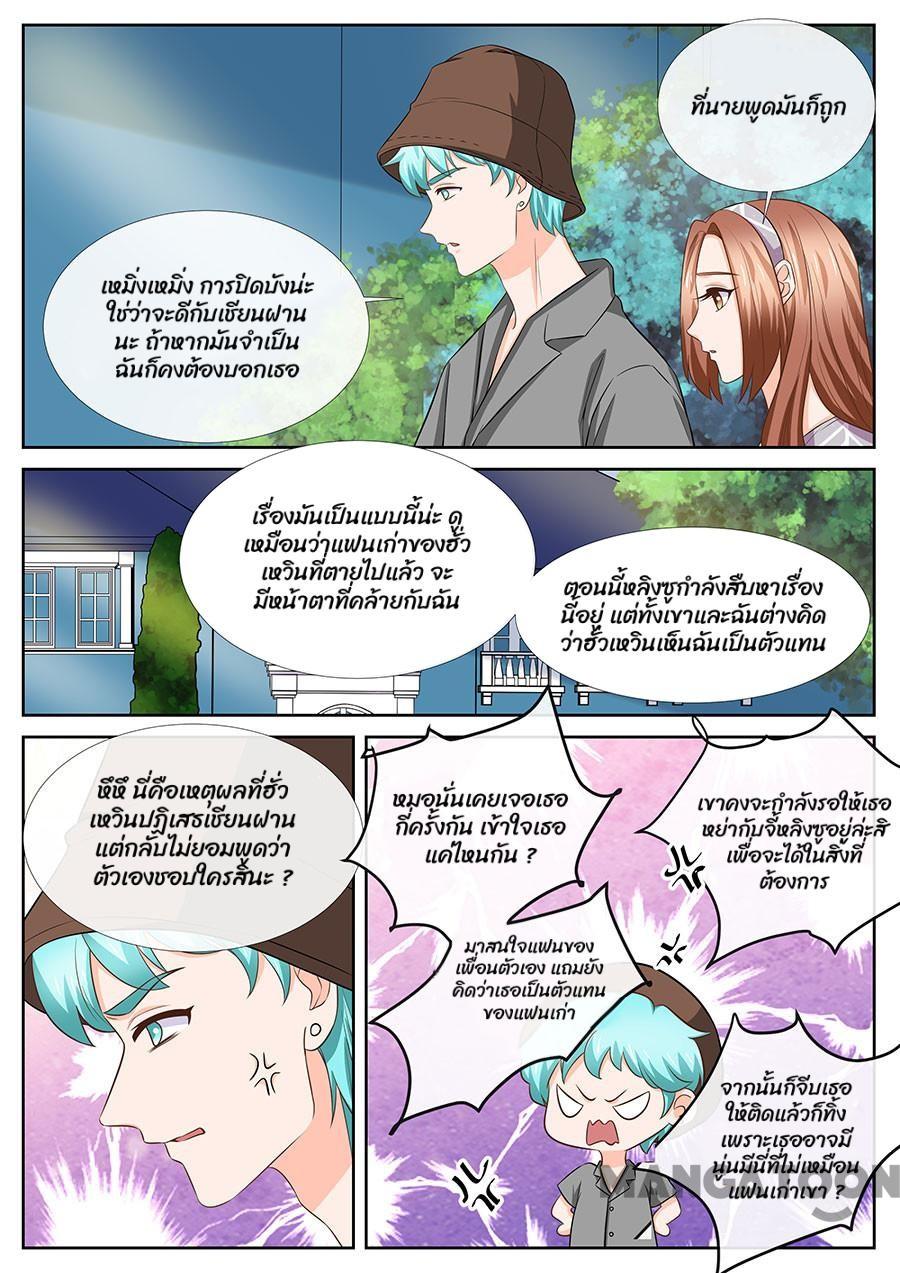 เหมิ่งเหมิ่ง การปิดบังน่ะ
ใช่ว่าจะดีกับเชียนฝาน
นะ ถ้าหากมันจำเป็น
ฉันก็คงต้องบอกเธอ
ที่นายพูดมันก็ถูก
เรื่องมันเป็นแบบนี้น่ะ ดู
เหมือนว่าแฟนเก่าของฮั่ว
เหวินที่ตายไปแล้ว จะ
มีหน้าตาที่คล้ายกับฉัน
ตอนนี้หลิงซูกำลังสืบหาเรื่อง
นี้อยู่ แต่ทั้งเขาและฉันต่างคิด
ว่าฮั่วเหวินเห็นฉันเป็นตัวแทน
หึหึ นี่คือเหตุผลที่ฮั่ว
เหวินปฏิเสธเชียนฝาน
แต่กลับไม่ยอมพูดว่า
ตัวเองชอบใครสินะ ?
หมอนั่นเคยเจอเธอ
กี่ครั้งกัน เข้าใจเธอ
แค่ไหนกัน ?
เขาคงจะกำลังรอให้เธอ
หย่ากับจี้หลิงซูอยู่ล่ะสิ
เพื่อจะได้ในสิ่งที่
ต้องการ
มาสนใจแฟนของ
เพื่อนตัวเอง แถมยัง
คิดว่าเธอเป็นตัวแทน
ของแฟนเก่า
จากนั้นก็จีบเธอ
ให้ติดแล้วก็ทิ้ง
เพราะเธออาจมี
นู่นมีนี่ที่ไม่เหมือน
แฟนเก่าเขา ?
MANGATOON